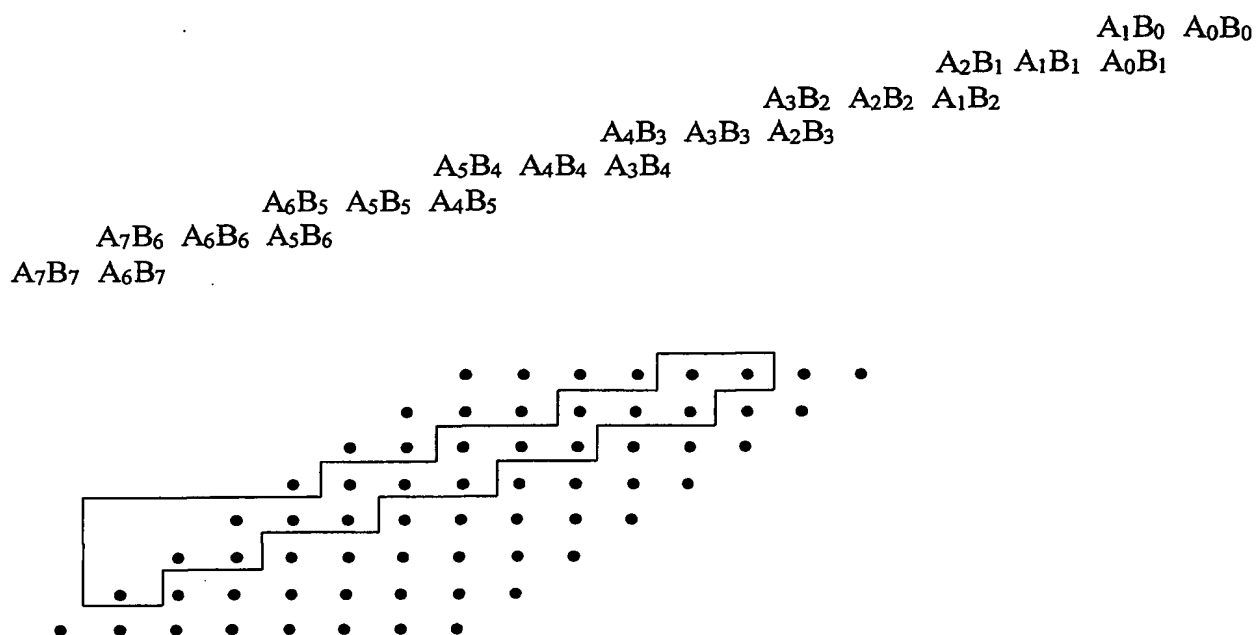 A₁B₀ A₀B₀
A₂B₁ A₁B₁ A₀B₁
A₃B₂ A₂B₂ A₁B₂
A₄B₃ A₃B₃ A₂B₃
A₅B₄ A₄B₄ A₃B₄
A₆B₅ A₅B₅ A₄B₅
A₇B₆ A₆B₆ A₅B₆
A₇B₇ A₆B₇